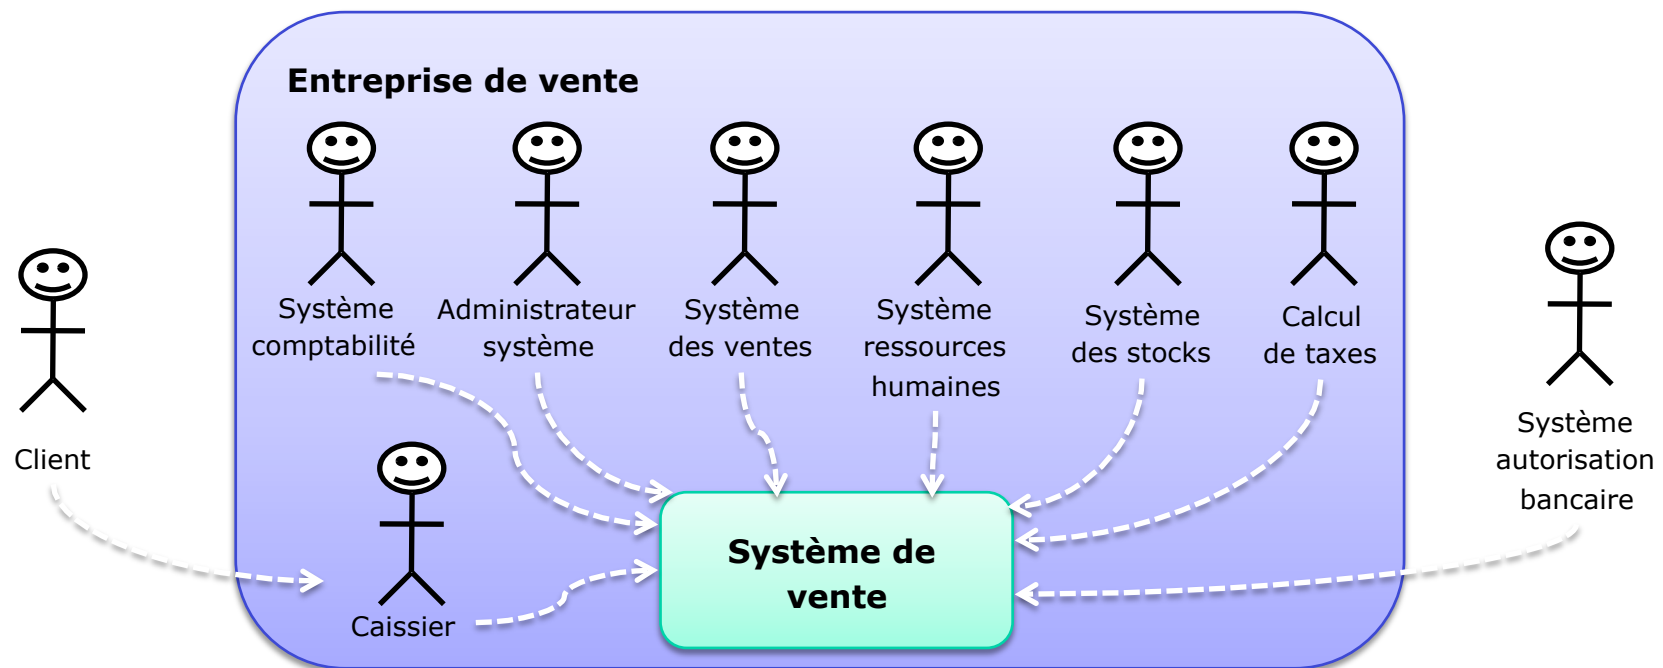 Entreprise de vente
Système
comptabilité
Administrateur
système
Système
des ventes
Système
ressources
humaines
Système
des stocks
Calcul
de taxes
Client
Système
autorisation
bancaire
Caissier
Système de
vente